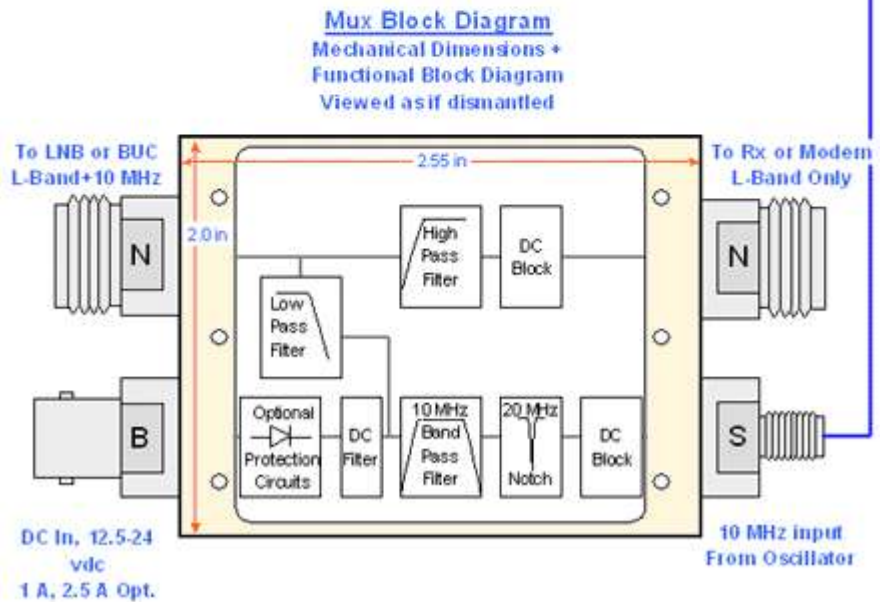 Mux Block Diagram
Mechanical Dimensions +
Functional Block Diagram
Viewed as if dismantled
To LNB or BUC
L-Band+10 MHz
2.55 in
To Rx or Modem
L-Band Only
2.0 in
N
High
Pass
Filter
DC
Block
N
Low
Pass
Filter
B
Optional
Protection
Circuits
DC
Filter
10 MHz
Band
Pass
Filter
20 MHz
Notch
DC
Block
S
DC In, 12.5-24
vdc
1 A, 2.5 A Opt.
10 MHz input
From Oscillator